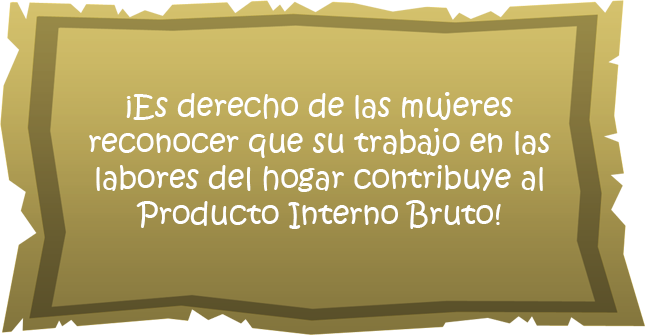 ¡Es derecho de las mujeres
reconocer que su trabajo en las
labores del hogar contribuye al
Producto Interno Bruto!